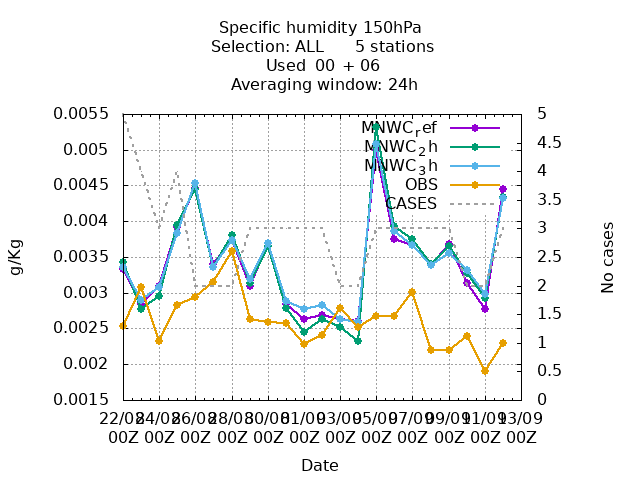 Specific humidity 150hPa
Selection: ALL 5 stations
Used 00 + 06
Averaging window: 24h
MNWC_ref
MNWC_2h
MNWC_3h
OBS
CASES
0.0055
0.005
0.0045
0.004
0.0035
0.003
0.0025
0.002
0.0015
g/Kg
5
4.5
4
3.5
3
2.5
2
1.5
1
0.5
0
No cases
22/08 24/08 26/08 28/08 30/08 01/09 03/09 05/09 07/09 09/09 11/09 13/09
00Z 00Z 00Z 00Z 00Z 00Z 00Z 00Z 00Z 00Z 00Z 00Z
Date